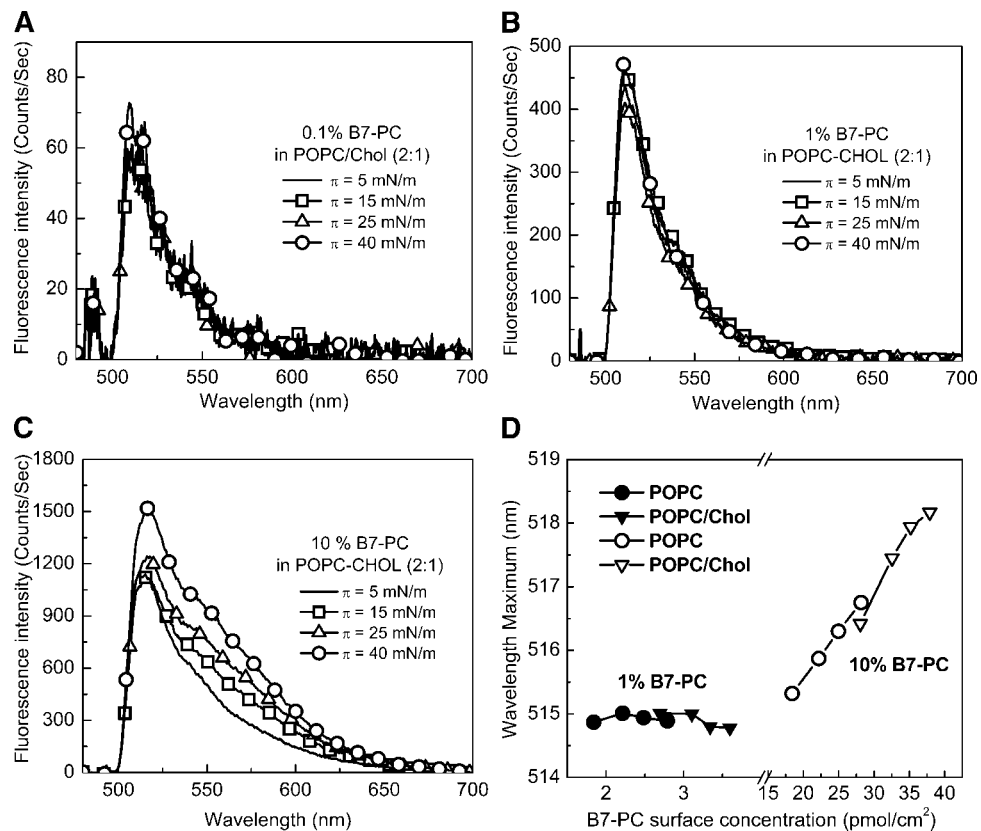 A
Fluorescence intensity (Counts/Sec)
80
60
40
20
0
0.1% B7-PC
in POPC/Chol (2:1)
π = 5 mN/m
π = 15 mN/m
π = 25 mN/m
π = 40 mN/m
500 550 600 650 700
Wavelength (nm)
B
Fluorescence intensity (Counts/Sec)
500
400
300
200
100
0
1% B7-PC
in POPC-CHOL (2:1)
π = 5 mN/m
π = 15 mN/m
π = 25 mN/m
π = 40 mN/m
500 550 600 650 700
Wavelength (nm)
C
Fluorescence intensity (Counts/Sec)
1800
1500
1200
900
600
300
0
10 % B7-PC
in POPC-CHOL (2:1)
π = 5 mN/m
π = 15 mN/m
π = 25 mN/m
π = 40 mN/m
500 550 600 650 700
Wavelength (nm)
D
Wavelength Maximum (nm)
519
518
517
516
515
514
POPC
POPC/Chol
POPC
POPC/Chol
1% B7-PC
10% B7-PC
2 3 15 20 25 30 35 40
B7-PC surface concentration (pmol/cm²)